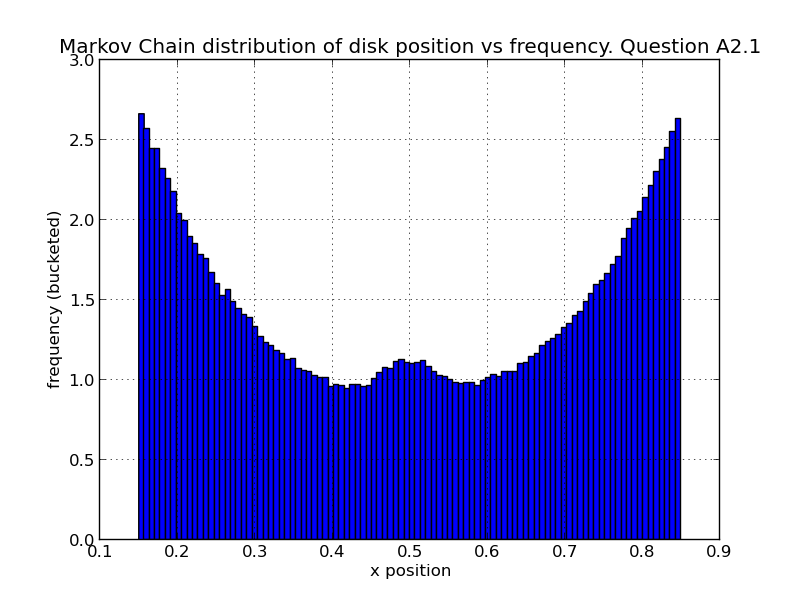 Markov Chain distribution of disk position vs frequency. Question A2.1
3.0
2.5
2.0
1.5
1.0
0.5
0.0
frequency (bucketed)
0.1 0.2 0.3 0.4 0.5 0.6 0.7 0.8 0.9
x position